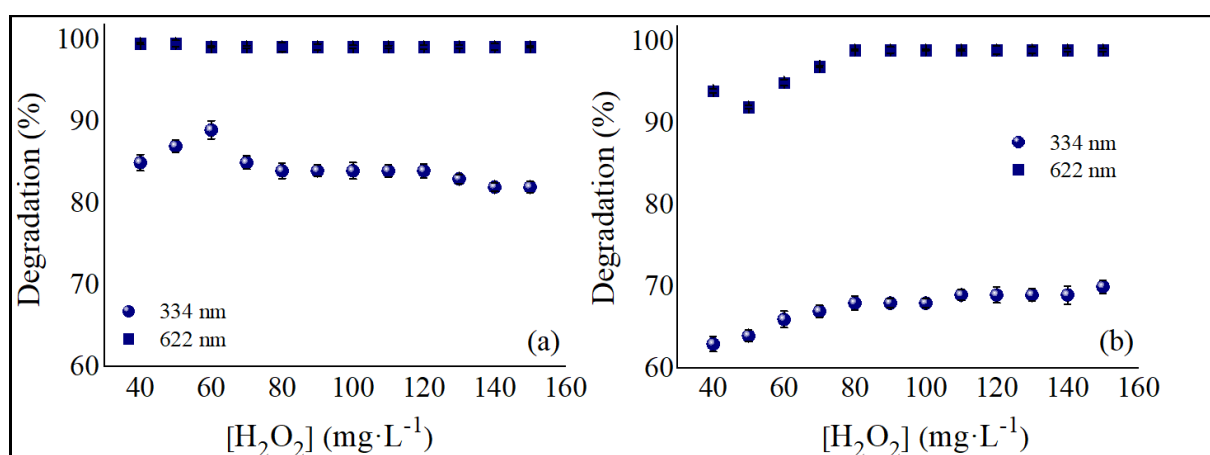 100
90
80
70
60
Degradation (%)
334 nm
622 nm
(a)
40 60 80 100 120 140 160
[H₂O₂] (mg·L⁻¹)
100
90
80
70
60
Degradation (%)
334 nm
622 nm
(b)
40 60 80 100 120 140 160
[H₂O₂] (mg·L⁻¹)